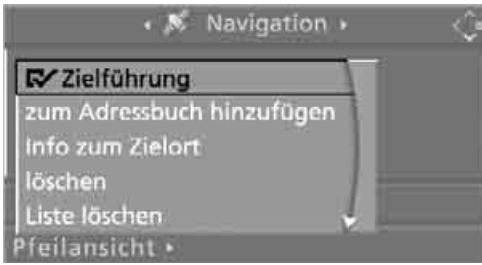 Navigation
Zielführung
zum Adressbuch hinzufügen
Info zum Zielort
löschen
Liste löschen
Pfeilansicht